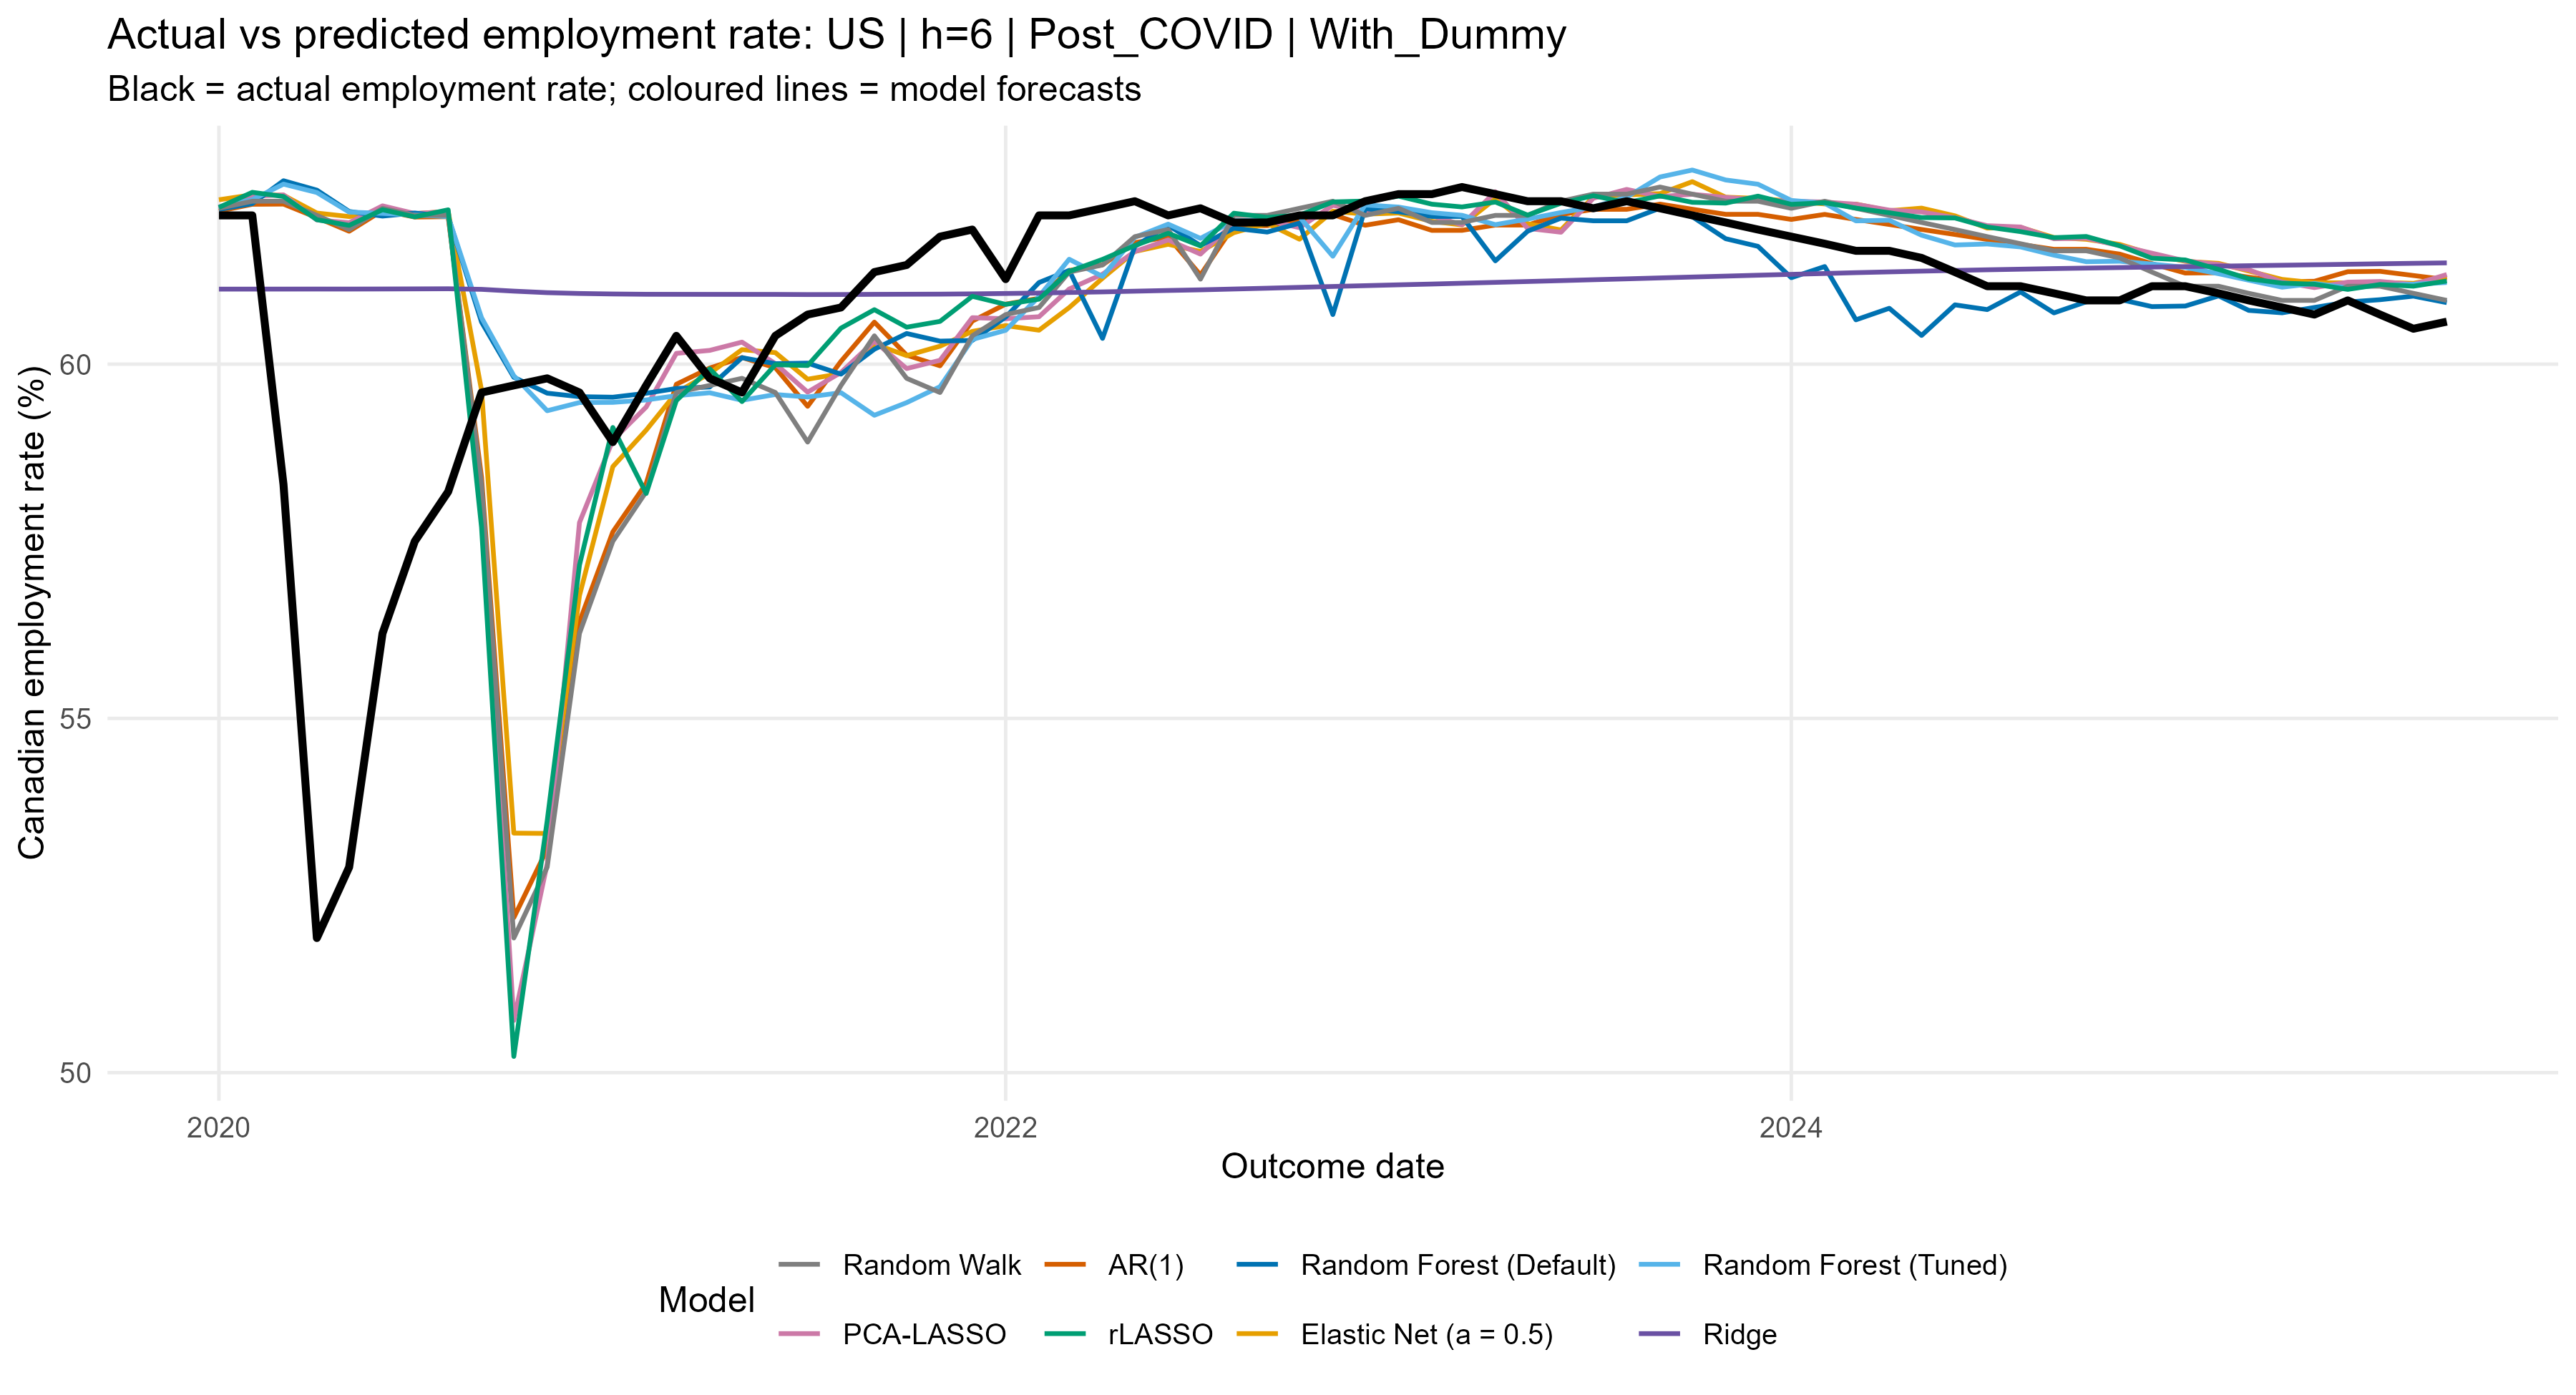 Actual vs predicted employment rate: US | h=6 | Post_COVID | With_Dummy
Black = actual employment rate; coloured lines = model forecasts
Canadian employment rate (%)
60
55
50
2020
2022
2024
Outcome date
Model
Random Walk
AR(1)
Random Forest (Default)
Random Forest (Tuned)
PCA-LASSO
rLASSO
Elastic Net (a = 0.5)
Ridge